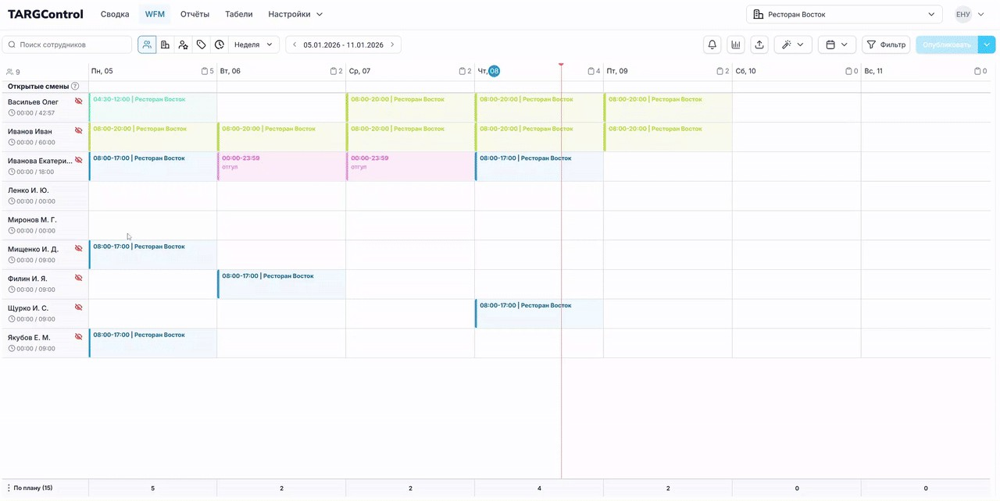 TARGControl Сводка WFM Отчёты Табели Настройки Ресторан Восток ЕНУ
Поиск сотрудников Неделя 05.01.2026 - 11.01.2026 Фильтр Опубликовать
9 Пн, 05 5 Вт, 06 2 Ср, 07 2 Чт, 08 4 Пт, 09 2 Сб, 10 0 Вс, 11 0
Открытые смены ?
Васильев Олег 04:30-12:00 | Ресторан Восток 08:00-20:00 | Ресторан Восток 08:00-20:00 | Ресторан Восток 08:00-20:00 | Ресторан Восток
00:00 / 42:57
Иванов Иван 08:00-20:00 | Ресторан Восток 08:00-20:00 | Ресторан Восток 08:00-20:00 | Ресторан Восток 08:00-20:00 | Ресторан Восток 08:00-20:00 | Ресторан Восток
00:00 / 60:00
Иванова Екатери... 08:00-17:00 | Ресторан Восток 00:00-23:59 00:00-23:59 08:00-17:00 | Ресторан Восток
отгул отгул
00:00 / 18:00
Ленко И. Ю.
00:00 / 00:00
Миронов М. Г.
00:00 / 00:00
Мищенко И. Д. 08:00-17:00 | Ресторан Восток
00:00 / 09:00
Филин И. Я. 08:00-17:00 | Ресторан Восток
00:00 / 09:00
Щурко И. С. 08:00-17:00 | Ресторан Восток
00:00 / 09:00
Якубов Е. М. 08:00-17:00 | Ресторан Восток
00:00 / 09:00
По плану (15) 5 2 2 4 2 0 0